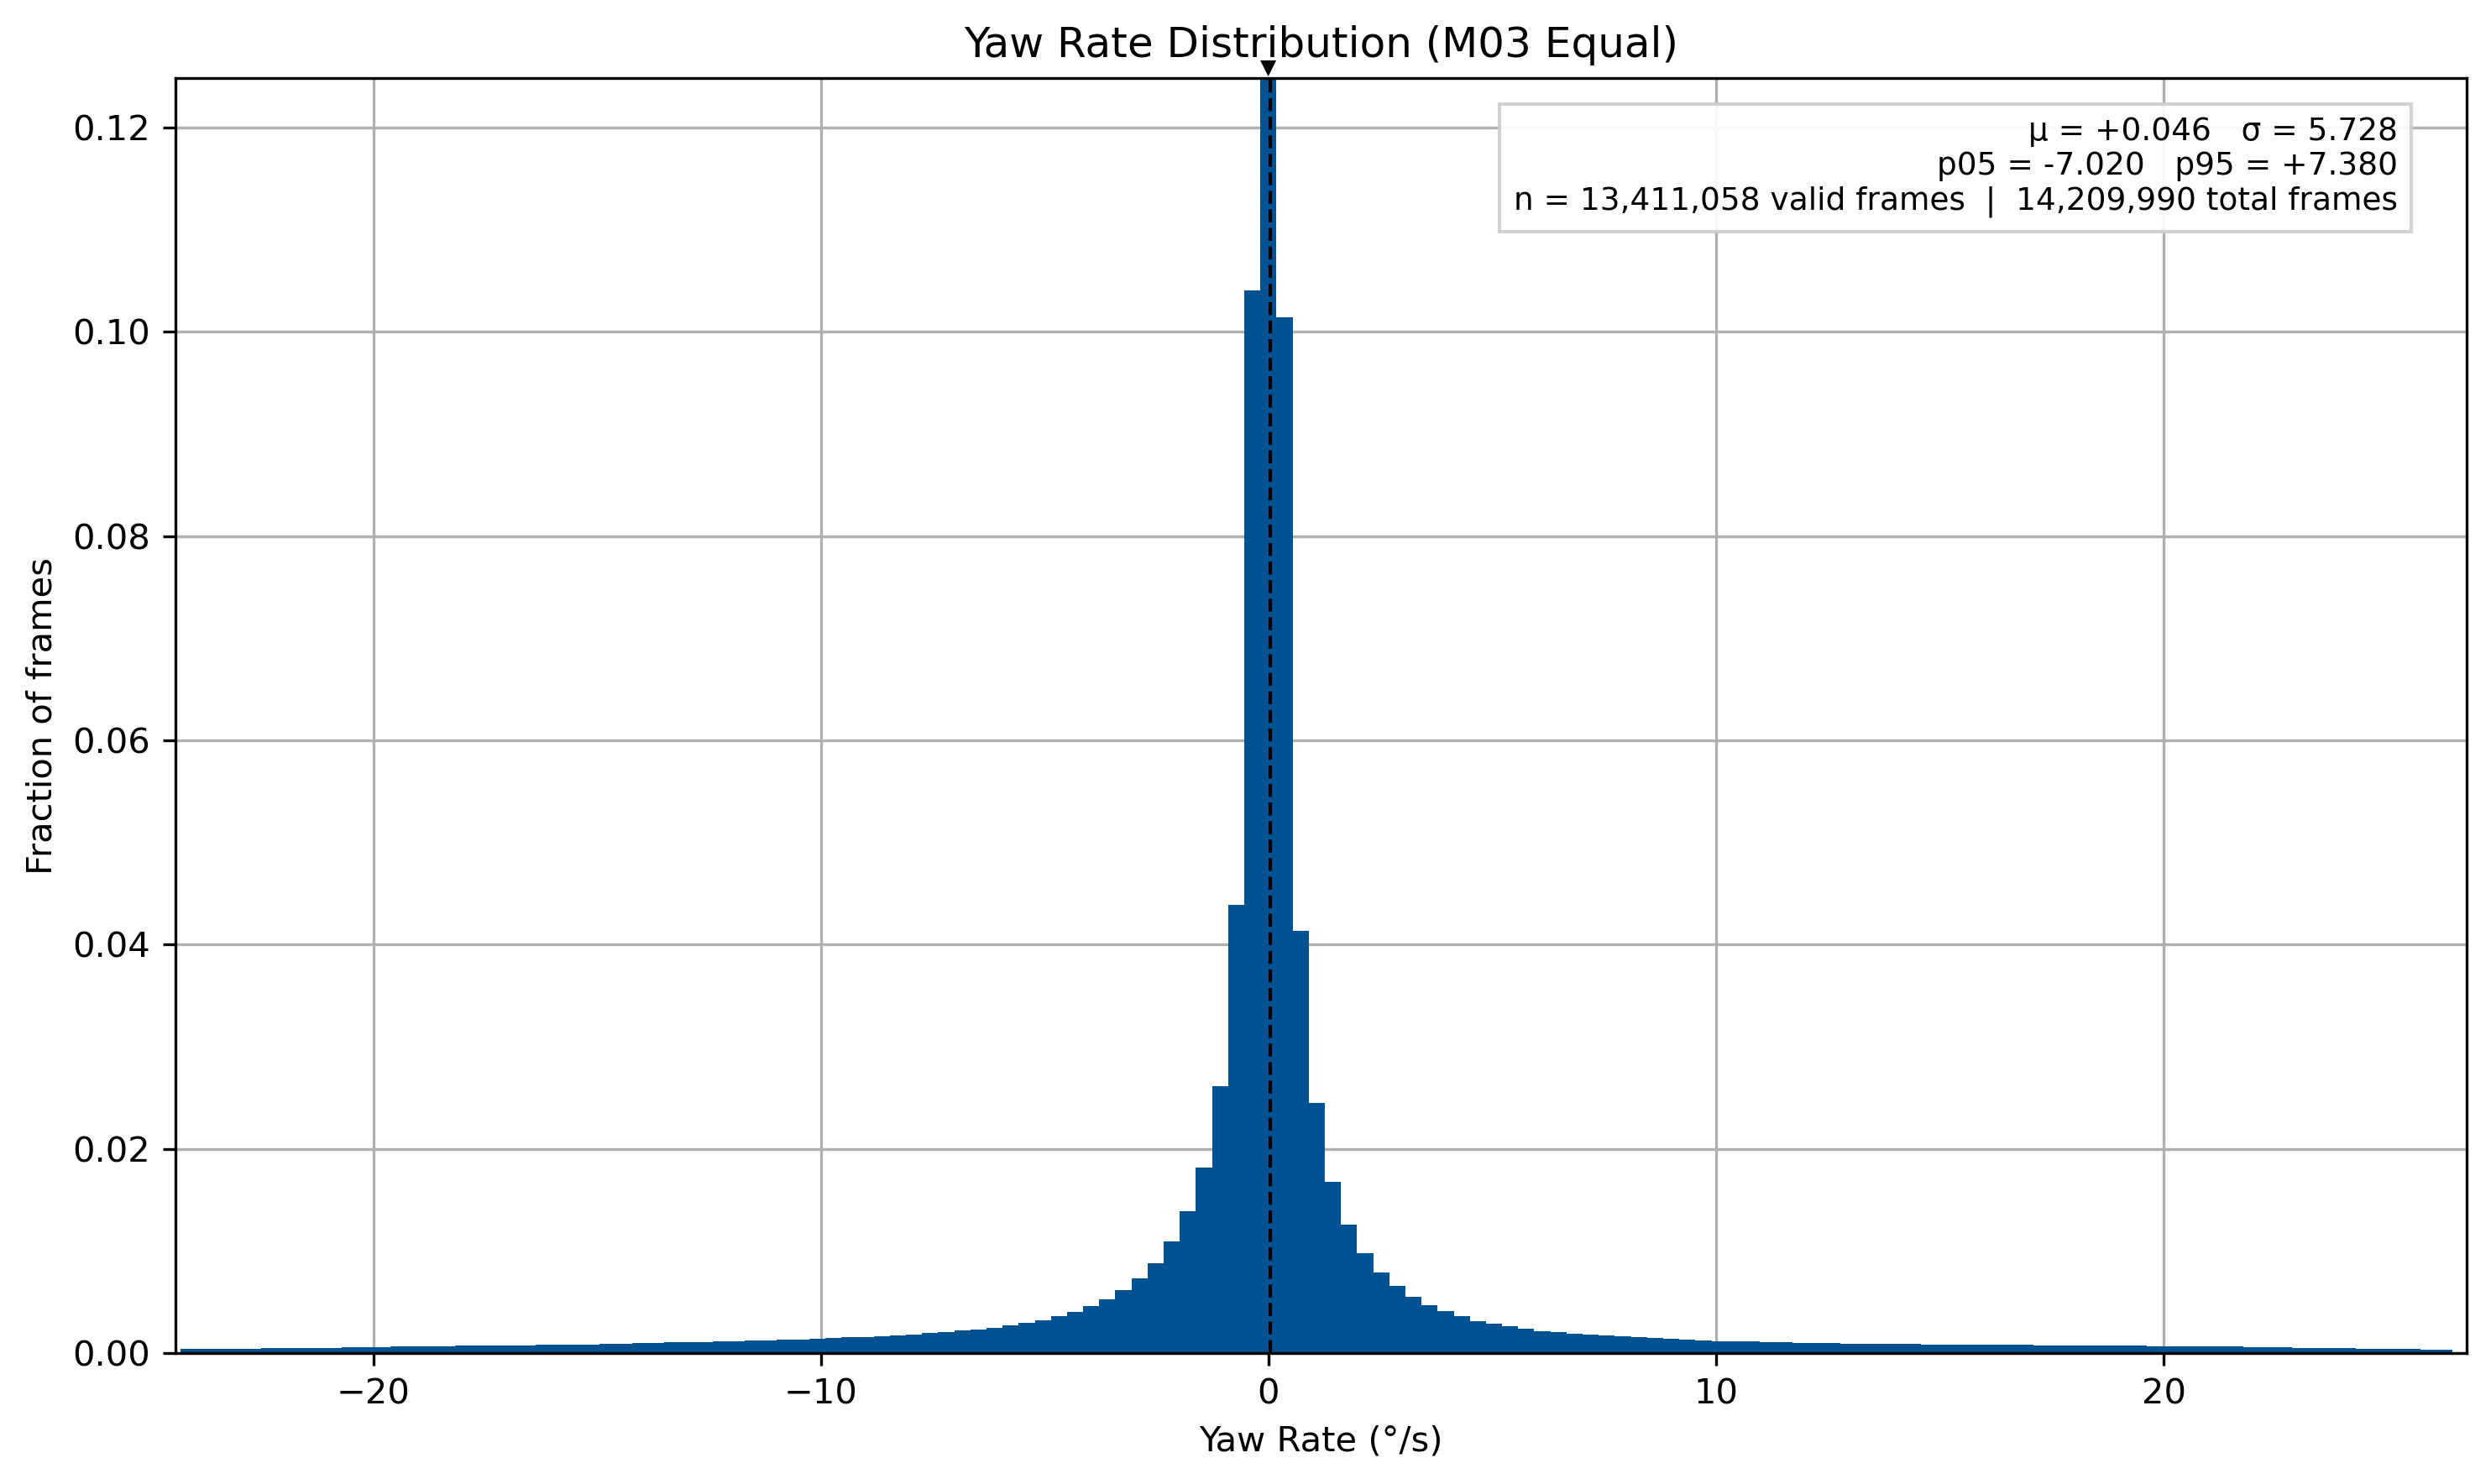 Yaw Rate Distribution (M03 Equal)
μ = +0.046   σ = 5.728
p05 = -7.020   p95 = +7.380
n = 13,411,058 valid frames  |  14,209,990 total frames
0.12
0.10
0.08
0.06
0.04
0.02
0.00
Fraction of frames
−20
−10
0
10
20
Yaw Rate (°/s)